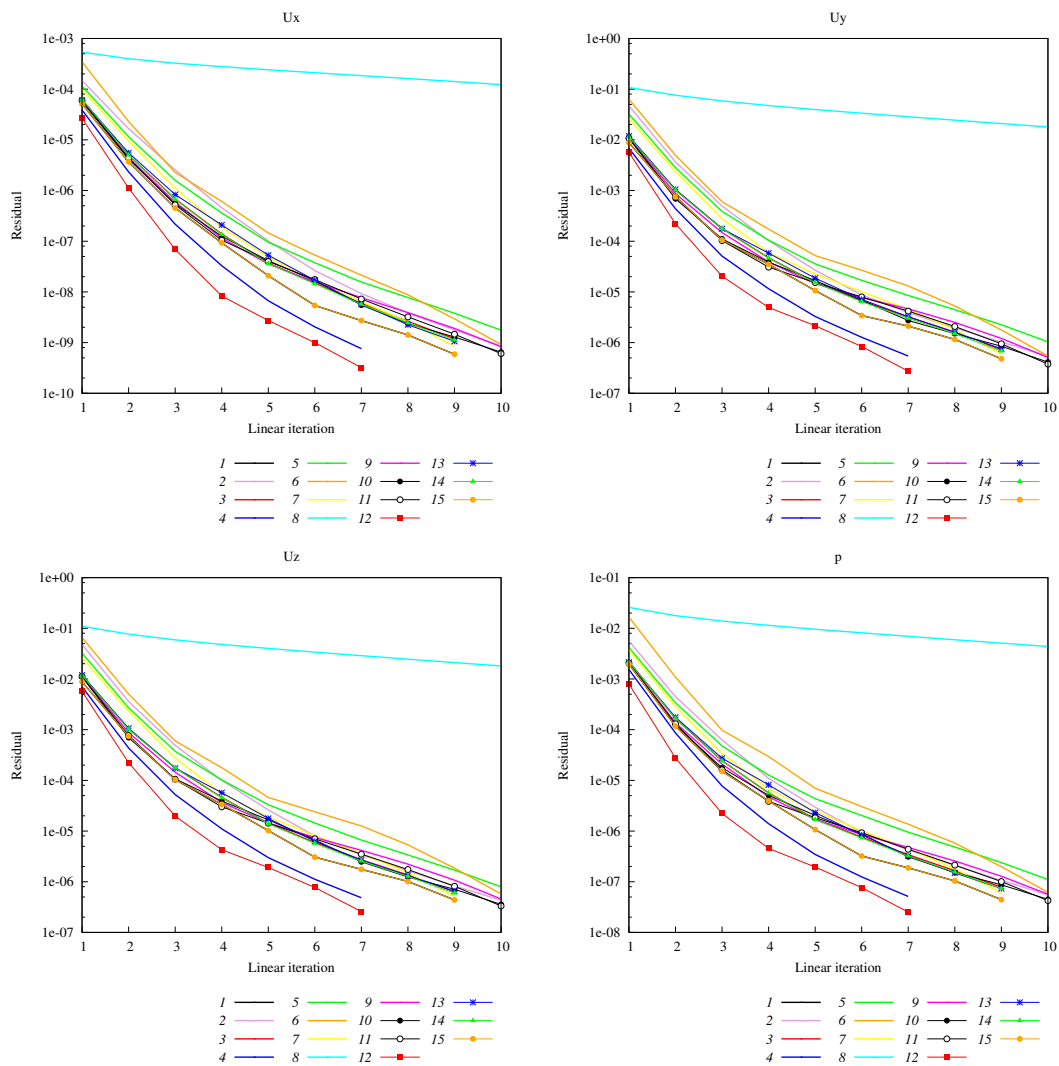 Ux
1e-03
1e-04
1e-05
1e-06
1e-07
1e-08
1e-09
1e-10
Residual
1 2 3 4 5 6 7 8 9 10
Linear iteration
1 5 9 13
2 6 10 14
3 7 11 15
4 8 12
Uy
1e+00
1e-01
1e-02
1e-03
1e-04
1e-05
1e-06
1e-07
Residual
1 2 3 4 5 6 7 8 9 10
Linear iteration
1 5 9 13
2 6 10 14
3 7 11 15
4 8 12
Uz
1e+00
1e-01
1e-02
1e-03
1e-04
1e-05
1e-06
1e-07
Residual
1 2 3 4 5 6 7 8 9 10
Linear iteration
1 5 9 13
2 6 10 14
3 7 11 15
4 8 12
p
1e-01
1e-02
1e-03
1e-04
1e-05
1e-06
1e-07
1e-08
Residual
1 2 3 4 5 6 7 8 9 10
Linear iteration
1 5 9 13
2 6 10 14
3 7 11 15
4 8 12